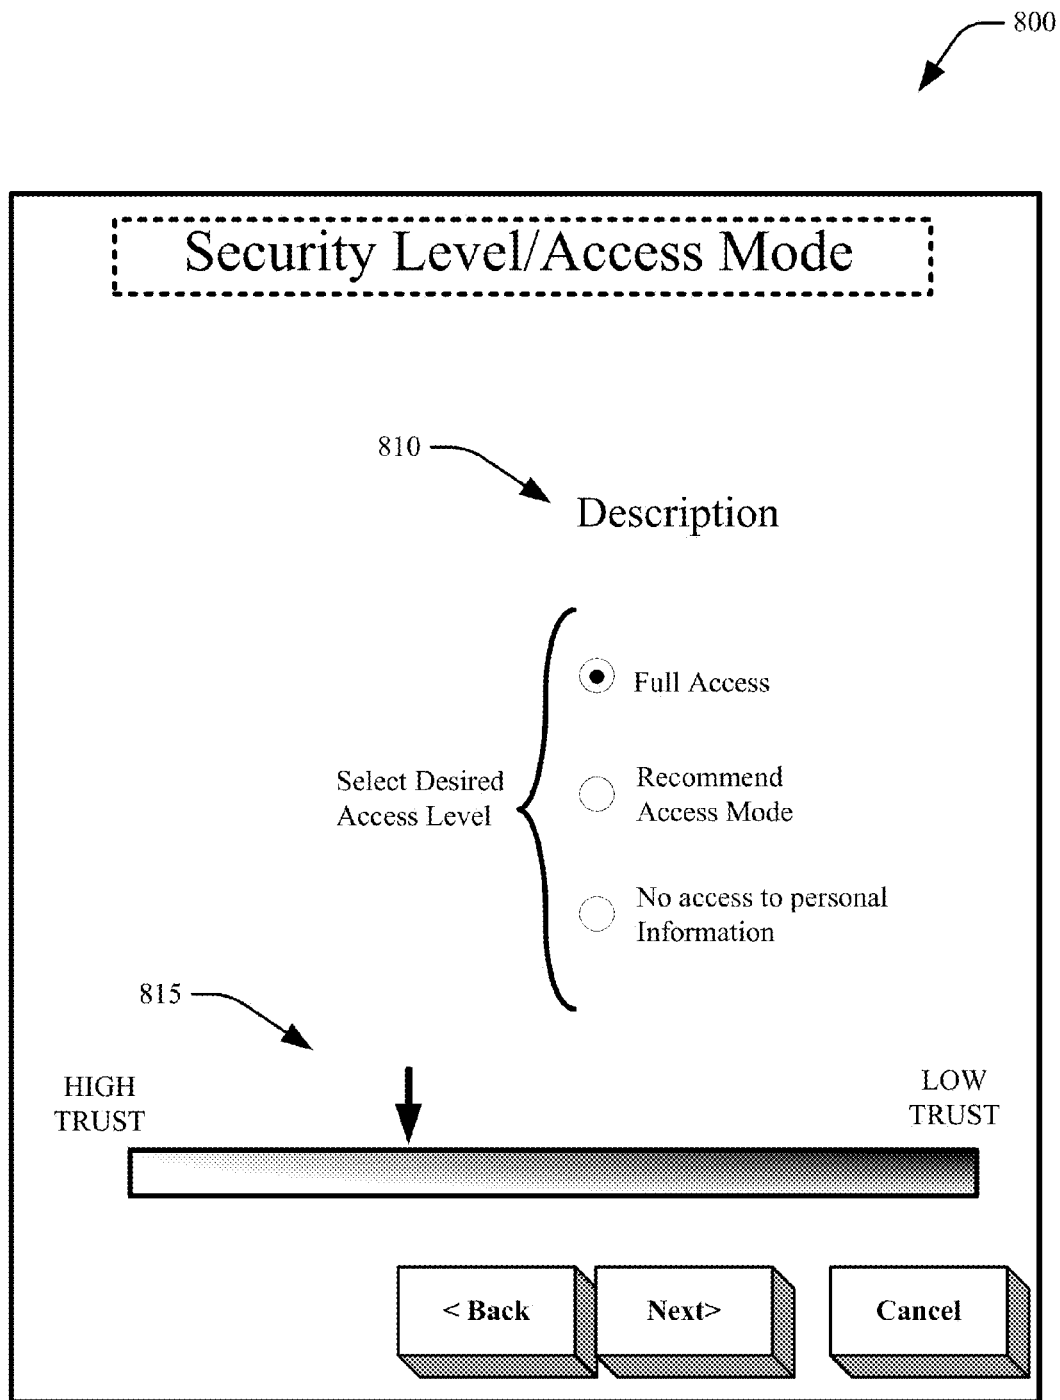 800
Security Level/Access Mode
810
Description
Full Access
Select Desired
Access Level
Recommend
Access Mode
No access to personal
Information
815
HIGH
TRUST
LOW
TRUST
< Back
Next>
Cancel